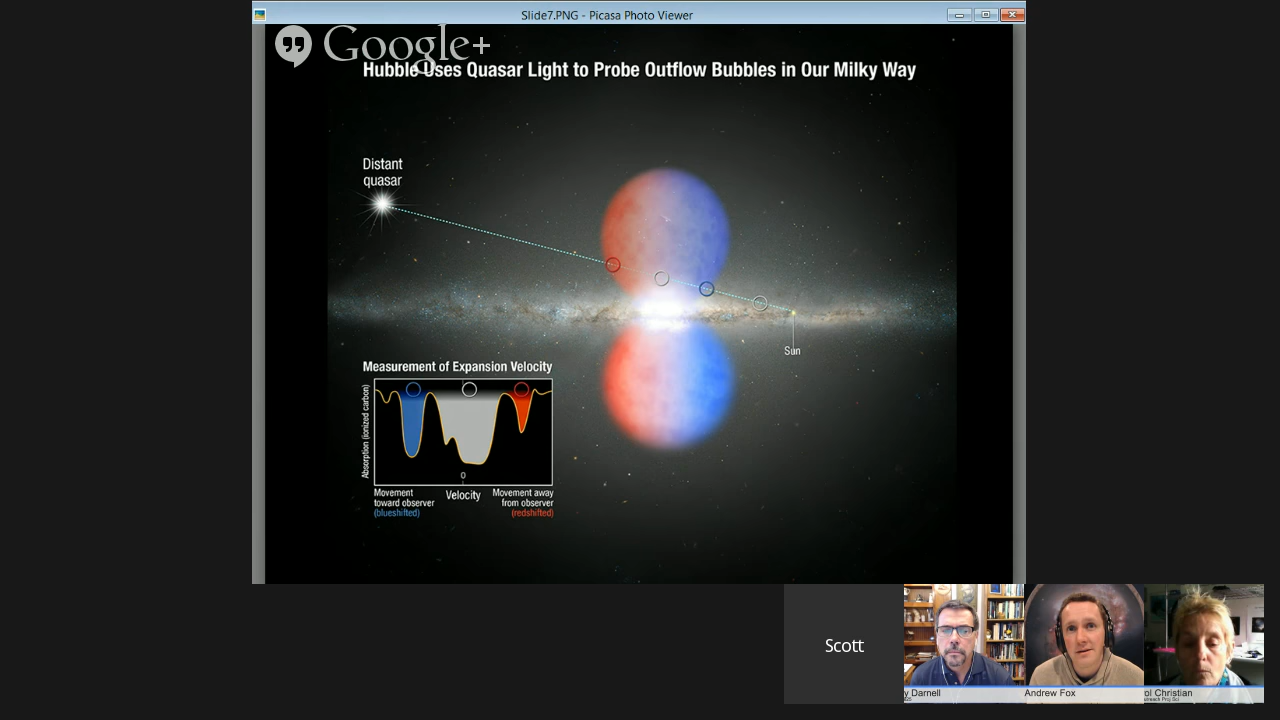 Slide7.PNG - Picasa Photo Viewer
Google+
Hubble Uses Quasar Light to Probe Outflow Bubbles in Our Milky Way
Distant
quasar
Sun
Measurement of Expansion Velocity
Absorption (ionized carbon)
0
Movement
toward observer
(blueshifted)
Velocity
Movement away
from observer
(redshifted)
Scott
y Darnell
Andrew Fox
ol Christian